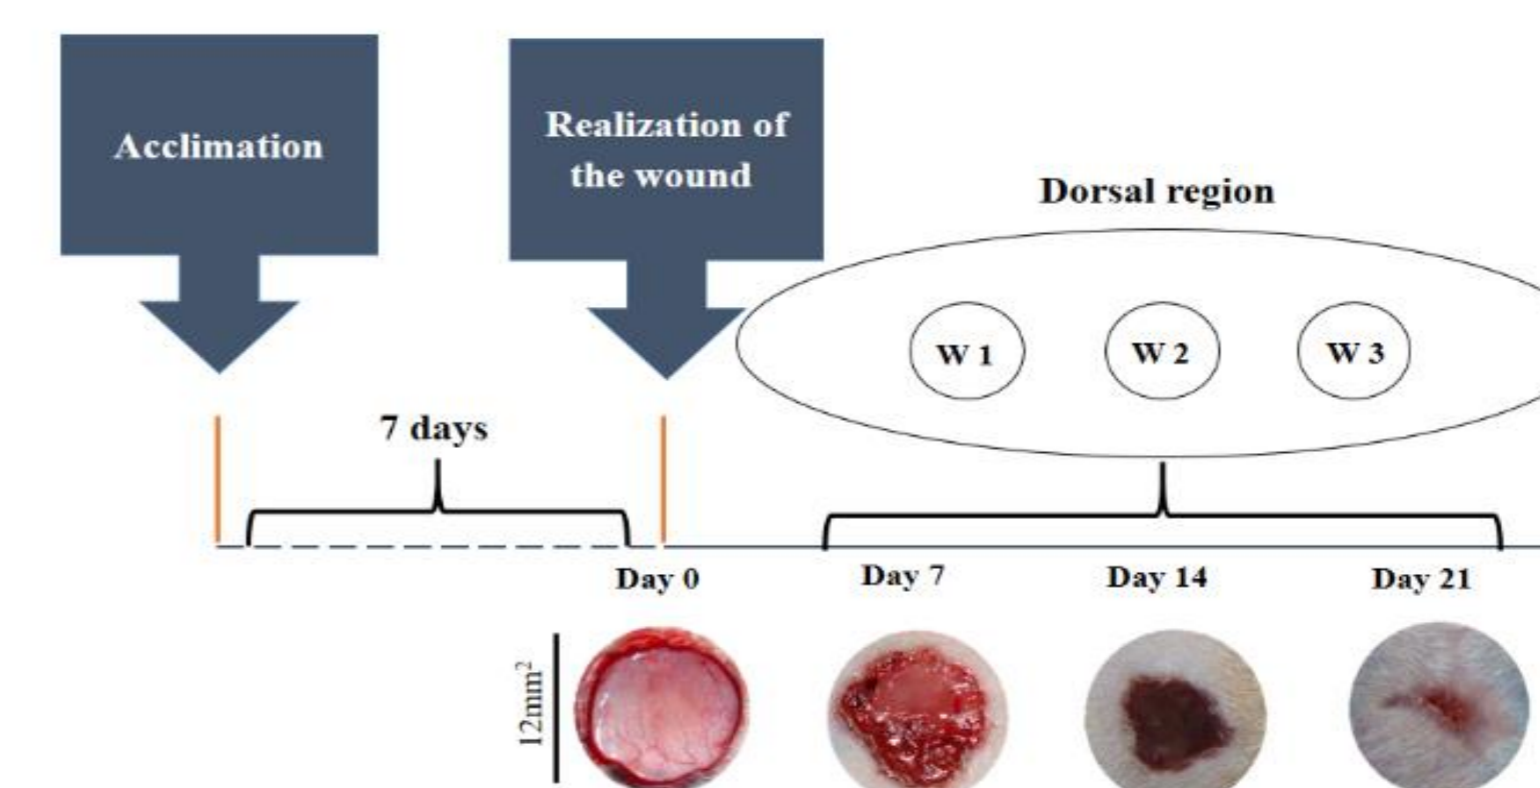 Acclimation
Realization of
the wound
Dorsal region
W 1
W 2
W 3
7 days
Day 0
Day 7
Day 14
Day 21
12mm²